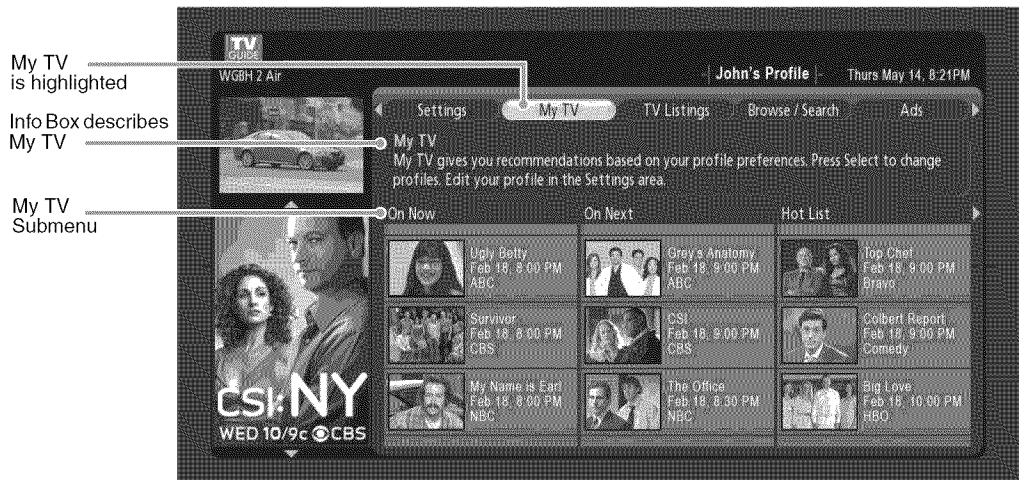 My TV
is highlighted
Info Box describes
My TV
My TV
Submenu
TV
GUIDE
WGBH 2 Air
John's Profile
Thurs May 14, 8:21PM
Settings
My TV
TV Listings
Browse / Search
Ads
My TV
My TV gives you recommendations based on your profile preferences. Press Select to change
profiles. Edit your profile in the Settings area.
On Now
On Next
Hot List
Ugly Betty
Feb 18, 8:00 PM
ABC
Grey's Anatomy
Feb 18, 9:00 PM
ABC
Top Chef
Feb 18, 9:00 PM
Bravo
Survivor
Feb 18, 8:00 PM
CBS
CSI
Feb 18, 9:00 PM
CBS
Colbert Report
Feb 18, 9:00 PM
Comedy
My Name is Earl
Feb 18, 8:00 PM
NBC
The Office
Feb 18, 8:30 PM
NBC
Big Love
Feb 18, 10:00 PM
HBO
CSI: NY
WED 10/9c CBS